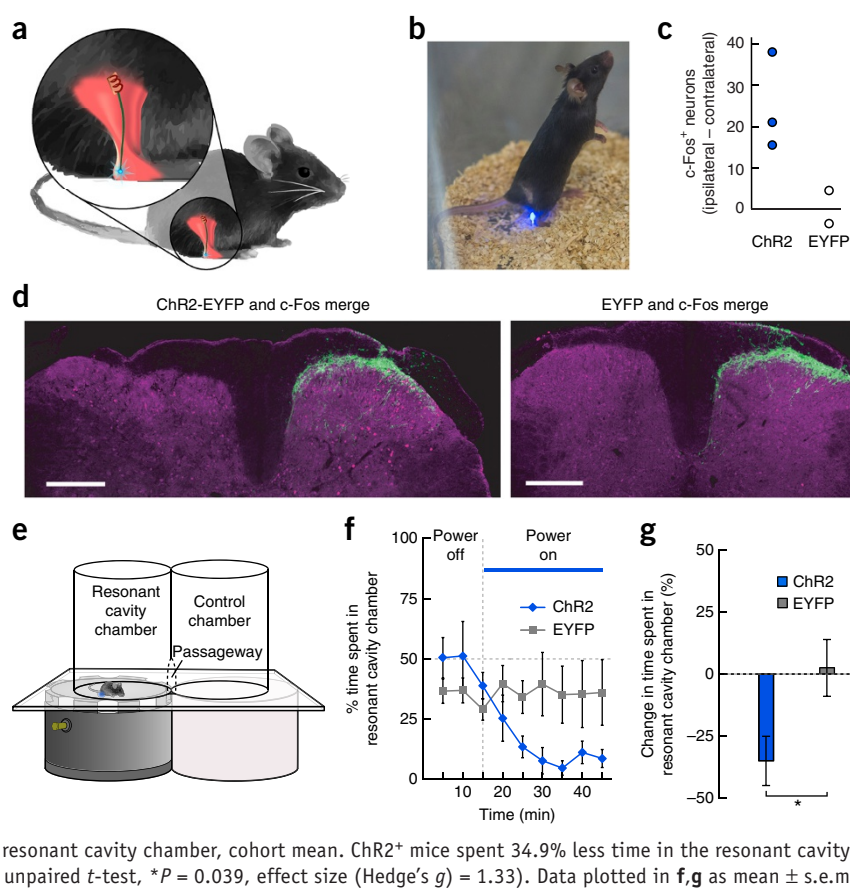 a
b
c
40
30
20
10
0
c-Fos+ neurons
(ipsilateral – contralateral)
ChR2
EYFP
d
ChR2-EYFP and c-Fos merge
EYFP and c-Fos merge
e
Resonant
cavity
chamber
Control
chamber
Passageway
f
100
75
50
25
0
% time spent in
resonant cavity chamber
Power
off
Power
on
ChR2
EYFP
10
20
30
40
Time (min)
g
50
25
0
–25
–50
Change in time spent in
resonant cavity chamber (%)
ChR2
EYFP
*
resonant cavity chamber, cohort mean. ChR2+ mice spent 34.9% less time in the resonant cavity
unpaired t-test, *P = 0.039, effect size (Hedge's g) = 1.33). Data plotted in f,g as mean ± s.e.m